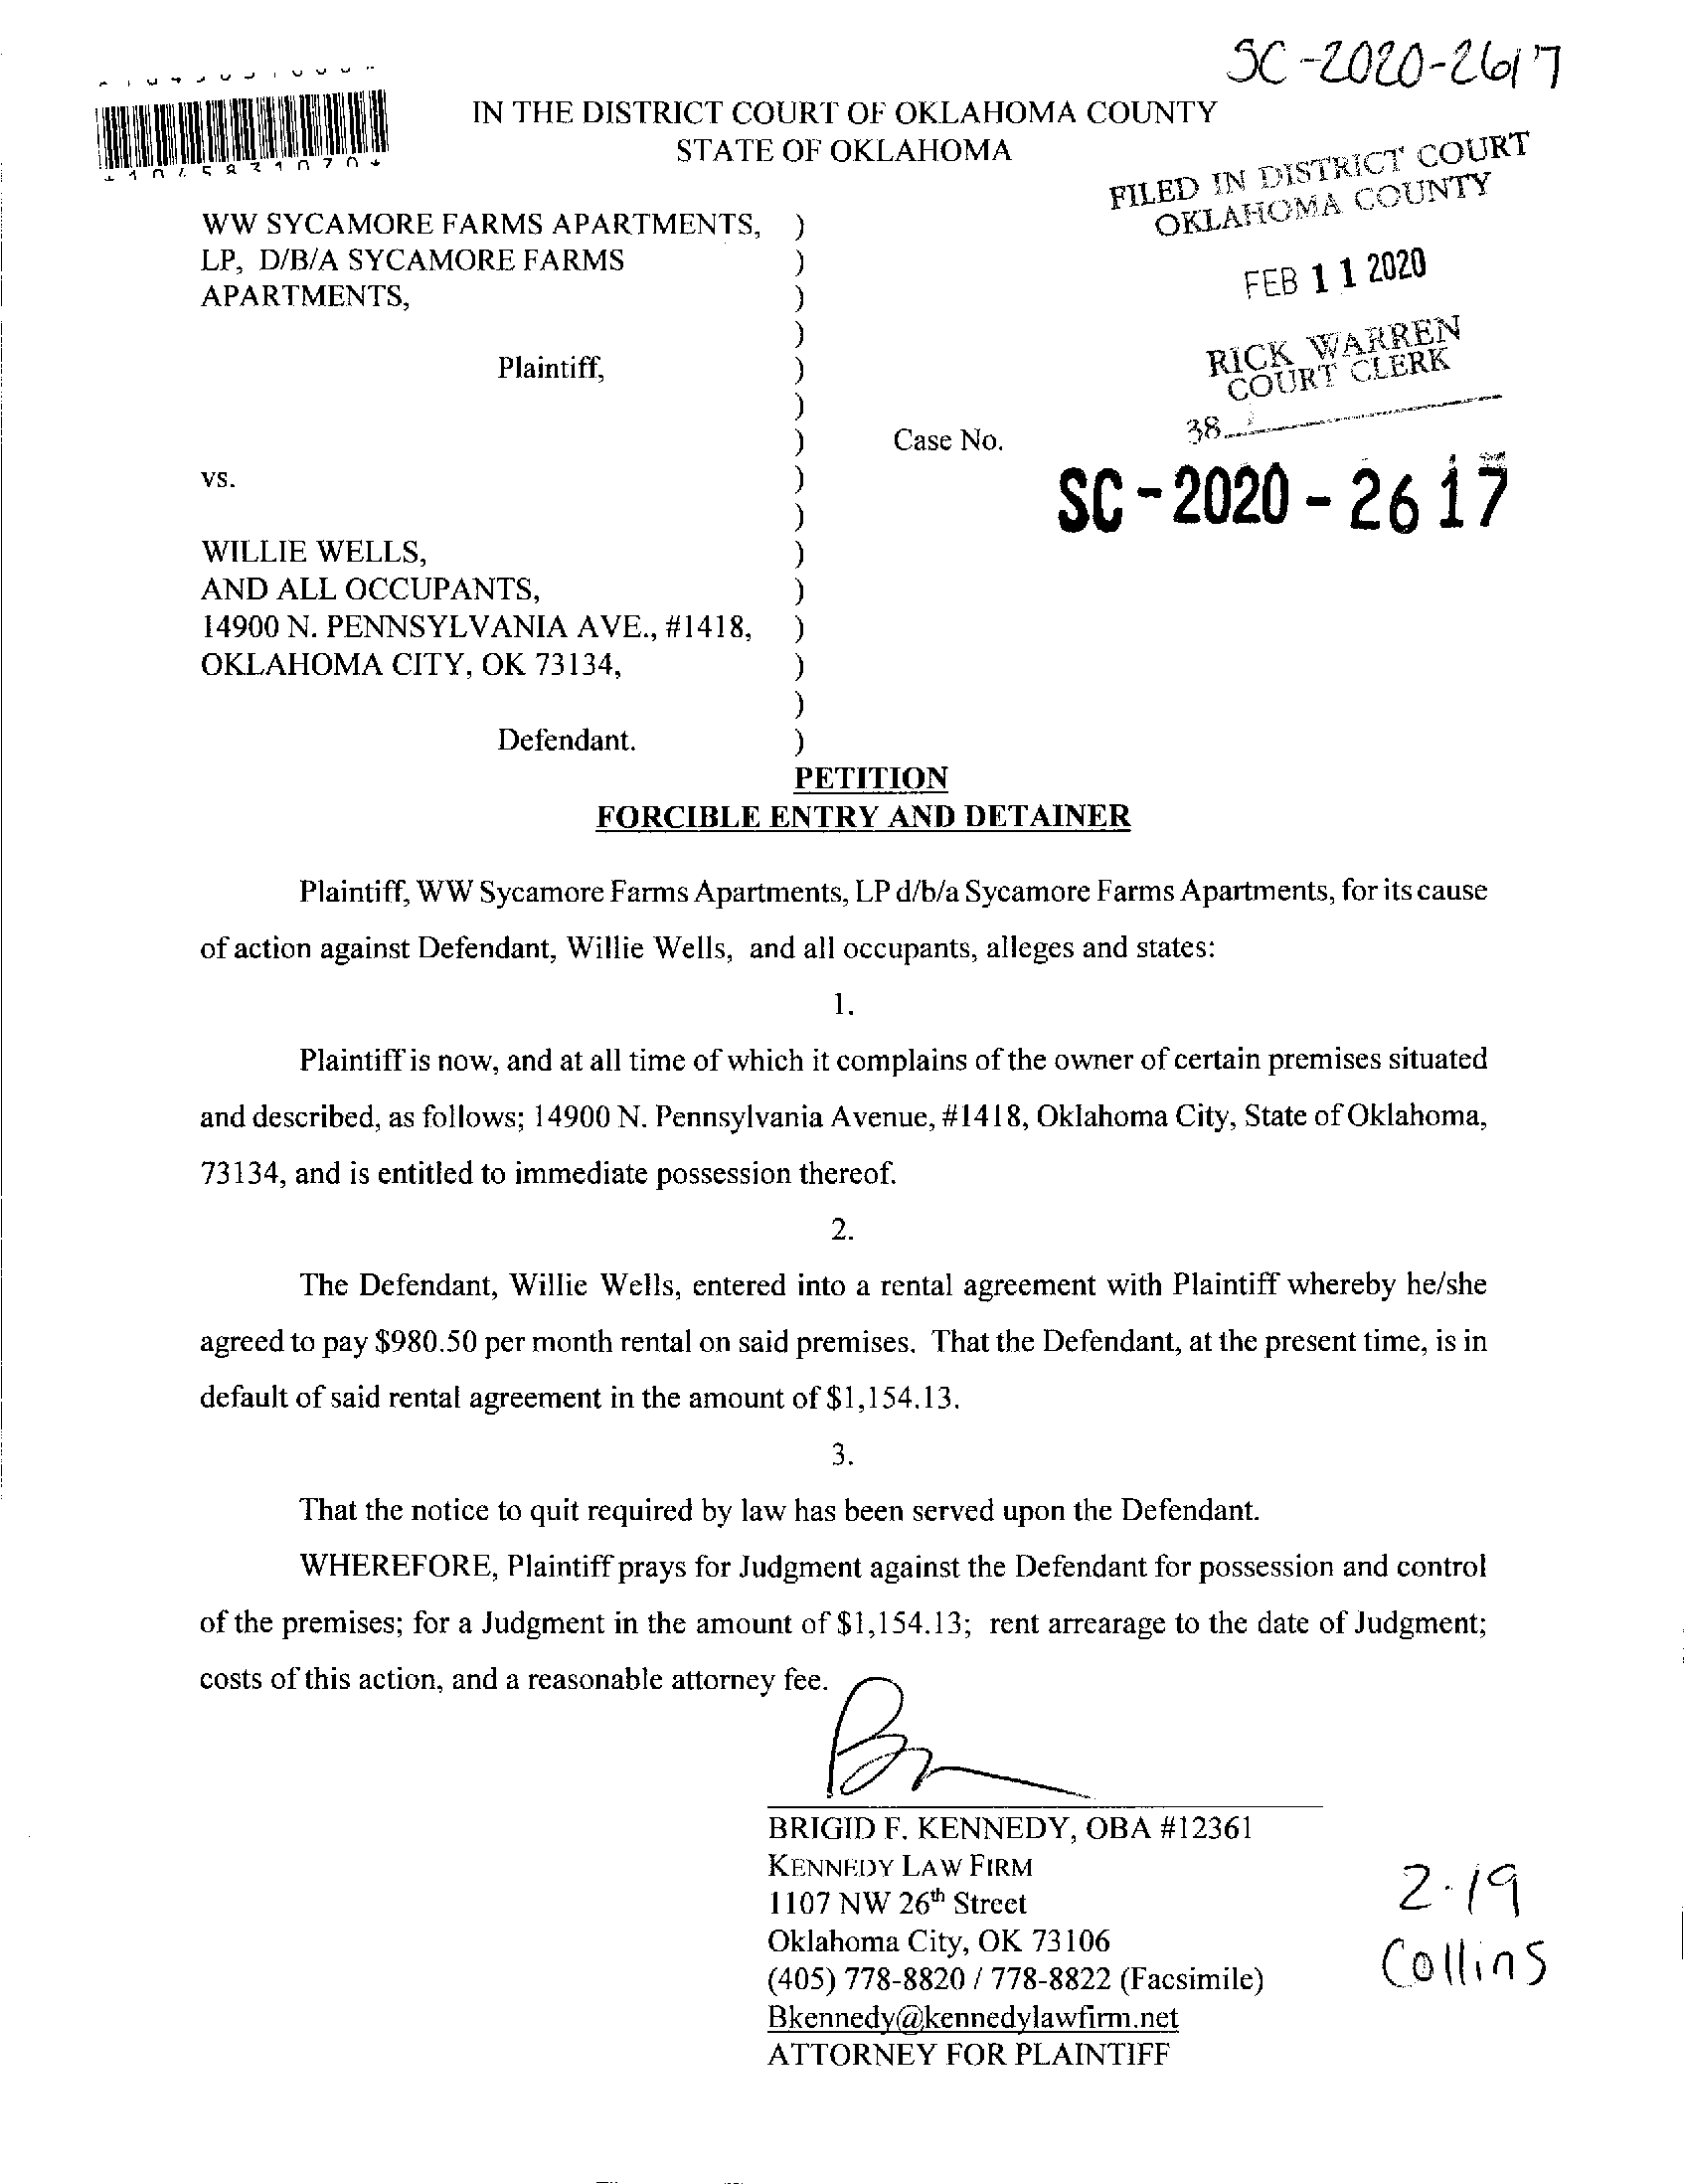 SC-2020-2617
IN THE DISTRICT COURT OF OKLAHOMA COUNTY
STATE OF OKLAHOMA
FILED IN DISTRICT COURT
OKLAHOMA COUNTY
FEB 11 2020
RICK WARREN
COURT CLERK
38
WW SYCAMORE FARMS APARTMENTS, )
LP, D/B/A SYCAMORE FARMS )
APARTMENTS, )
)
Plaintiff, )
)
) Case No.
SC-2020-2617
vs. )
)
WILLIE WELLS, )
AND ALL OCCUPANTS, )
14900 N. PENNSYLVANIA AVE., #1418, )
OKLAHOMA CITY, OK 73134, )
)
Defendant. )
PETITION
FORCIBLE ENTRY AND DETAINER
Plaintiff, WW Sycamore Farms Apartments, LP d/b/a Sycamore Farms Apartments, for its cause
of action against Defendant, Willie Wells, and all occupants, alleges and states:
1.
Plaintiff is now, and at all time of which it complains of the owner of certain premises situated
and described, as follows; 14900 N. Pennsylvania Avenue, #1418, Oklahoma City, State of Oklahoma,
73134, and is entitled to immediate possession thereof.
2.
The Defendant, Willie Wells, entered into a rental agreement with Plaintiff whereby he/she
agreed to pay $980.50 per month rental on said premises. That the Defendant, at the present time, is in
default of said rental agreement in the amount of $1,154.13.
3.
That the notice to quit required by law has been served upon the Defendant.
WHEREFORE, Plaintiff prays for Judgment against the Defendant for possession and control
of the premises; for a Judgment in the amount of $1,154.13; rent arrearage to the date of Judgment;
costs of this action, and a reasonable attorney fee.
BRIGID F. KENNEDY, OBA #12361
KENNEDY LAW FIRM
1107 NW 26th Street
Oklahoma City, OK 73106
(405) 778-8820 / 778-8822 (Facsimile)
Bkennedy@kennedylawfirm.net
ATTORNEY FOR PLAINTIFF
2-19
Collins